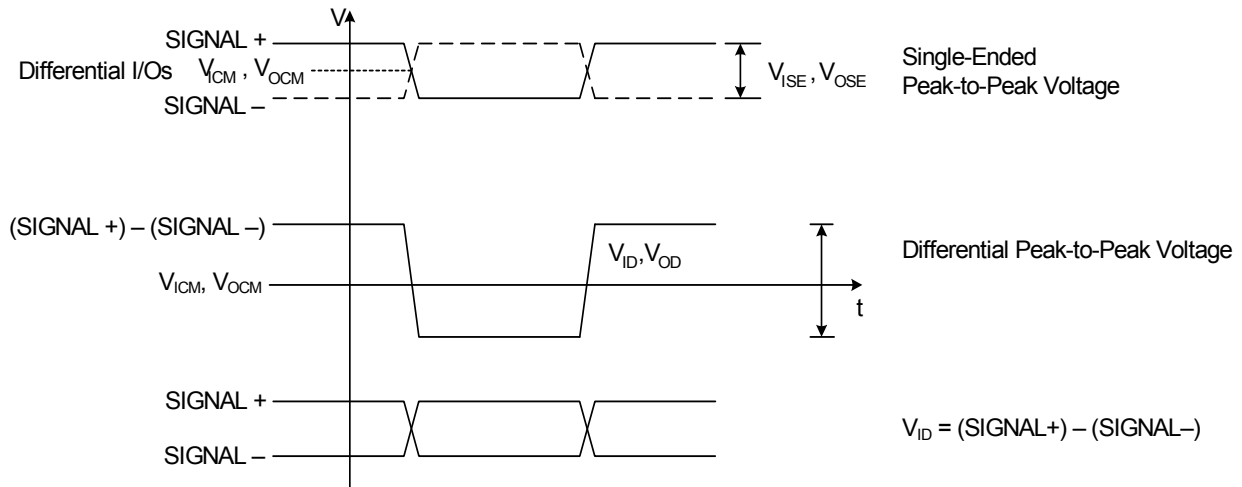 V
SIGNAL +
Differential I/Os V_ICM , V_OCM
SIGNAL –
V_ISE , V_OSE
Single-Ended
Peak-to-Peak Voltage
(SIGNAL +) – (SIGNAL –)
V_ID, V_OD
Differential Peak-to-Peak Voltage
V_ICM, V_OCM
t
SIGNAL +
SIGNAL –
V_ID = (SIGNAL+) – (SIGNAL–)